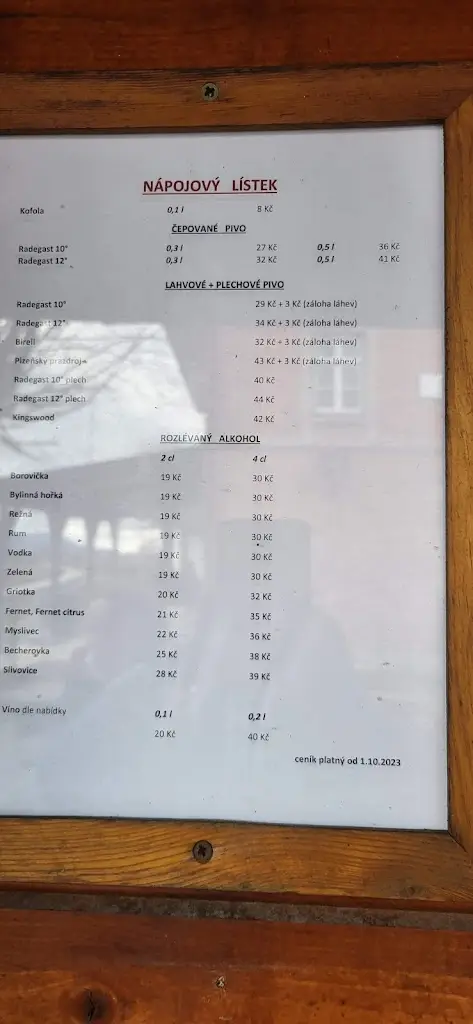 NÁPOJOVÝ LÍSTEK
Kofola 0,1 l 8 Kč
ČEPOVANÉ PIVO
Radegast 10° 0,3 l 27 Kč 0,5 l 36 Kč
Radegast 12° 0,3 l 32 Kč 0,5 l 41 Kč
LAHVOVÉ + PLECHOVÉ PIVO
Radegast 10° 29 Kč + 3 Kč (záloha láhev)
Radegast 12° 34 Kč + 3 Kč (záloha láhev)
Birell 32 Kč + 3 Kč (záloha láhev)
Plzeňský prazdroj 43 Kč + 3 Kč (záloha láhev)
Radegast 10° plech 40 Kč
Radegast 12° plech 44 Kč
Kingswood 42 Kč
ROZLÉVANÝ ALKOHOL
2 cl 4 cl
Borovička 19 Kč 30 Kč
Bylinná hořká 19 Kč 30 Kč
Režná 19 Kč 30 Kč
Rum 19 Kč 30 Kč
Vodka 19 Kč 30 Kč
Zelená 19 Kč 30 Kč
Griotka 20 Kč 32 Kč
Fernet, Fernet citrus 21 Kč 35 Kč
Myslivec 22 Kč 36 Kč
Becherovka 25 Kč 38 Kč
Slivovice 28 Kč 39 Kč
Víno dle nabídky 0,1 l 0,2 l
20 Kč 40 Kč
ceník platný od 1.10.2023